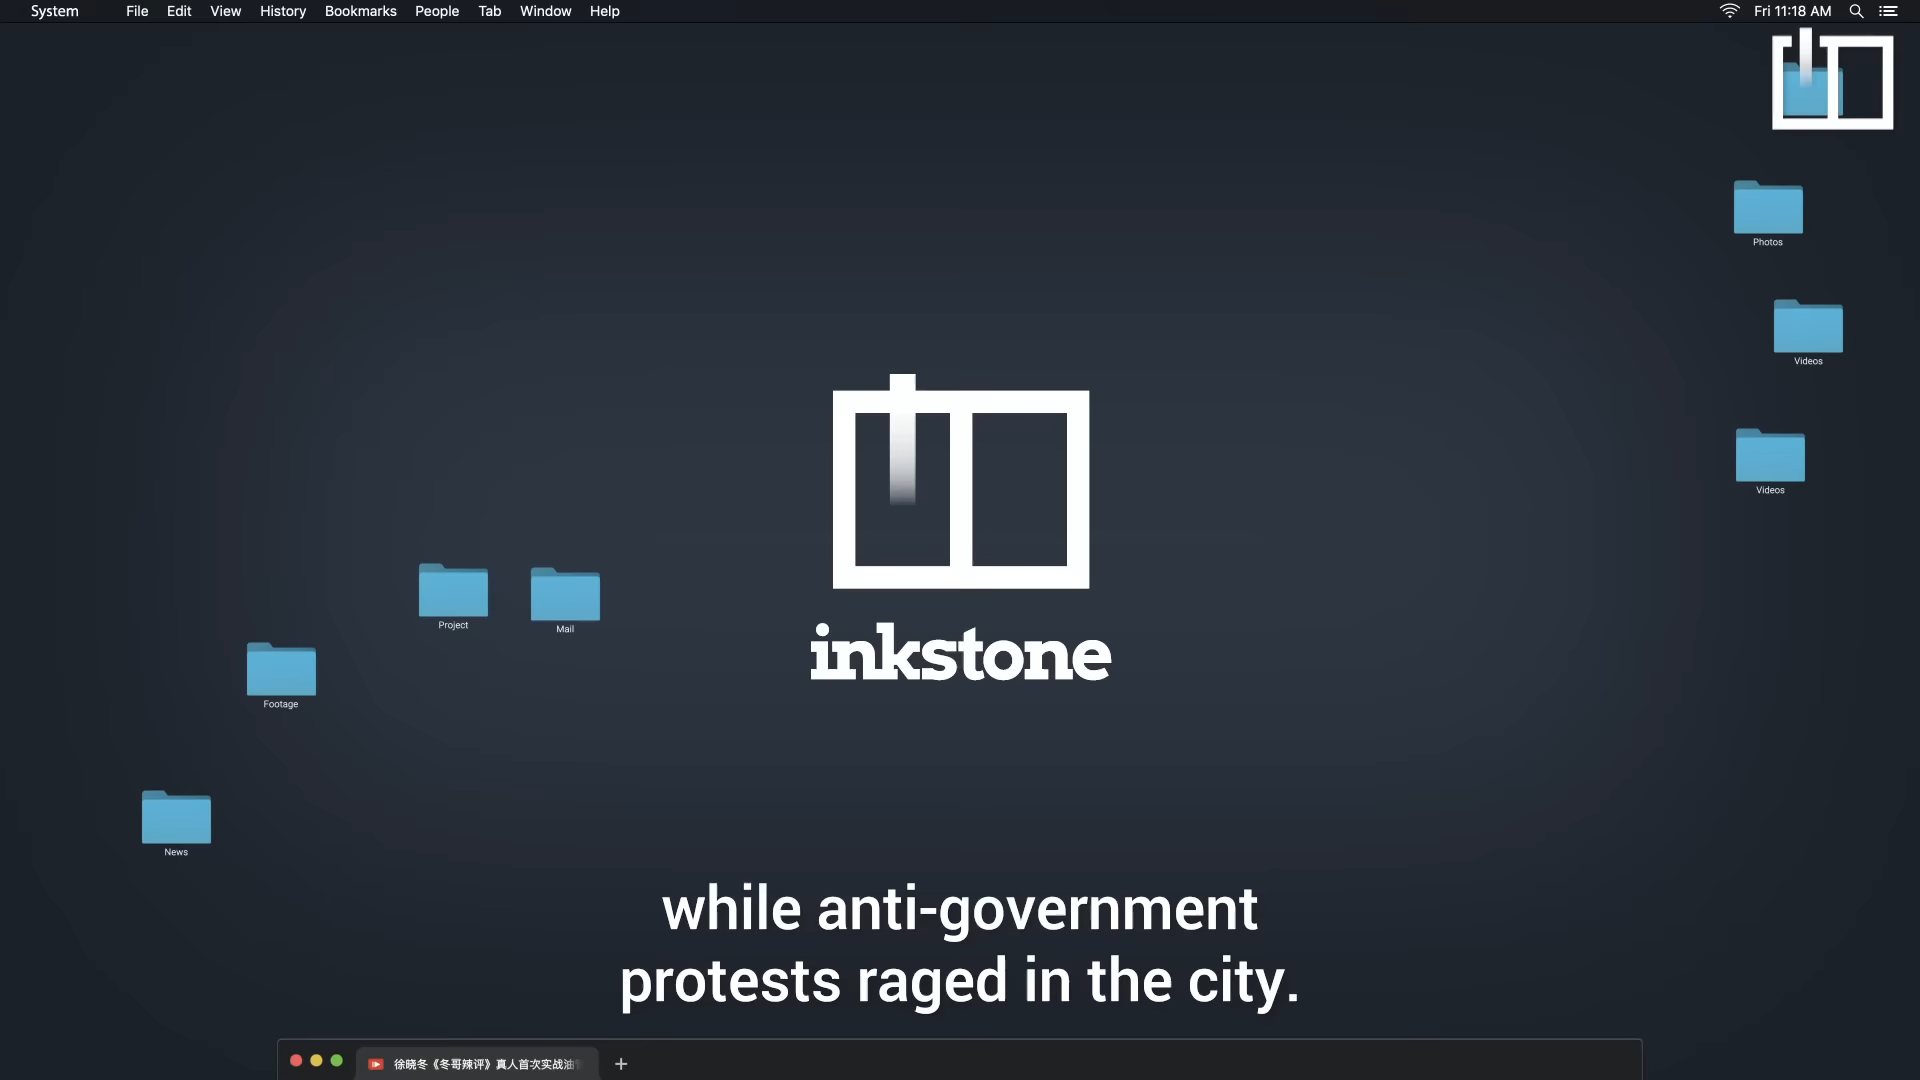 System File Edit View History Bookmarks People Tab Window Help Fri 11:18 AM
Photos
Videos
Videos
Project
Mail
Footage
News
inkstone
while anti-government
protests raged in the city.
徐晓冬《冬哥辣评》真人首次实战油